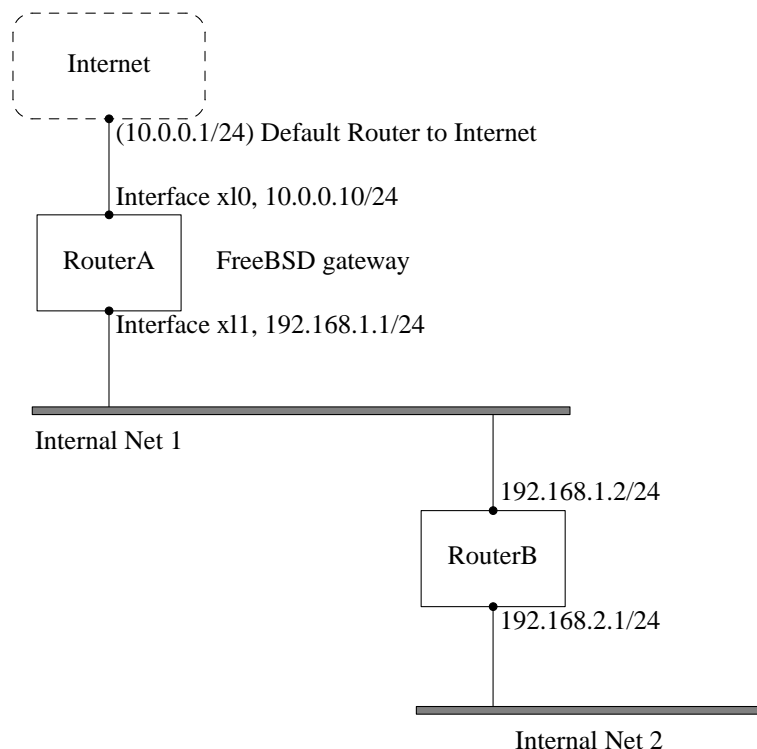 Internet
(10.0.0.1/24) Default Router to Internet
Interface xl0, 10.0.0.10/24
RouterA
FreeBSD gateway
Interface xl1, 192.168.1.1/24
Internal Net 1
192.168.1.2/24
RouterB
192.168.2.1/24
Internal Net 2